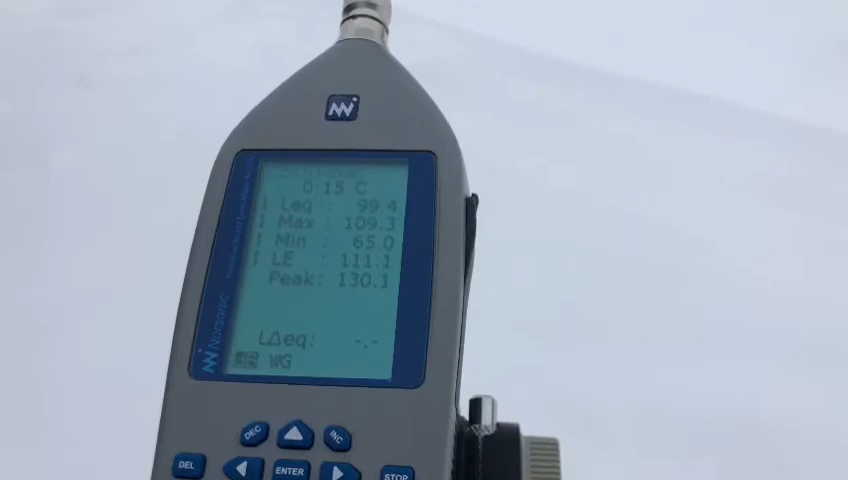 0:15 C
I Leq : 99.4
I Max : 109.3
I Min : 65.0
I LE : 111.1
Peak: 130.1
LΔeq: -.-
WG
Norsonic
DEC
INC
DEL
ENTER
STOP